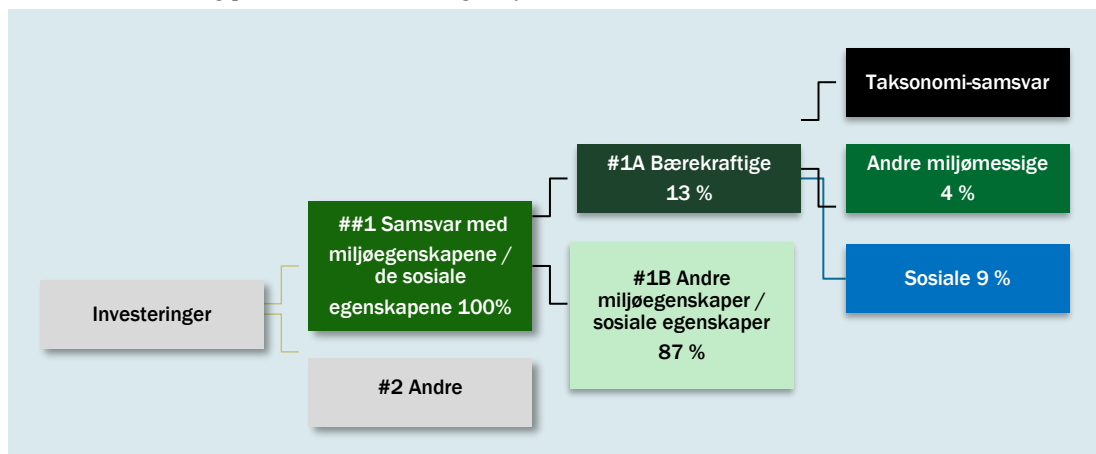 Investeringer
##1 Samsvar med
miljøegenskapene /
de sosiale
egenskapene 100%
#2 Andre
#1A Bærekraftige
13 %
#1B Andre
miljøegenskaper /
sosiale egenskaper
87 %
Taksonomi-samsvar
Andre miljømessige
4 %
Sosiale 9 %